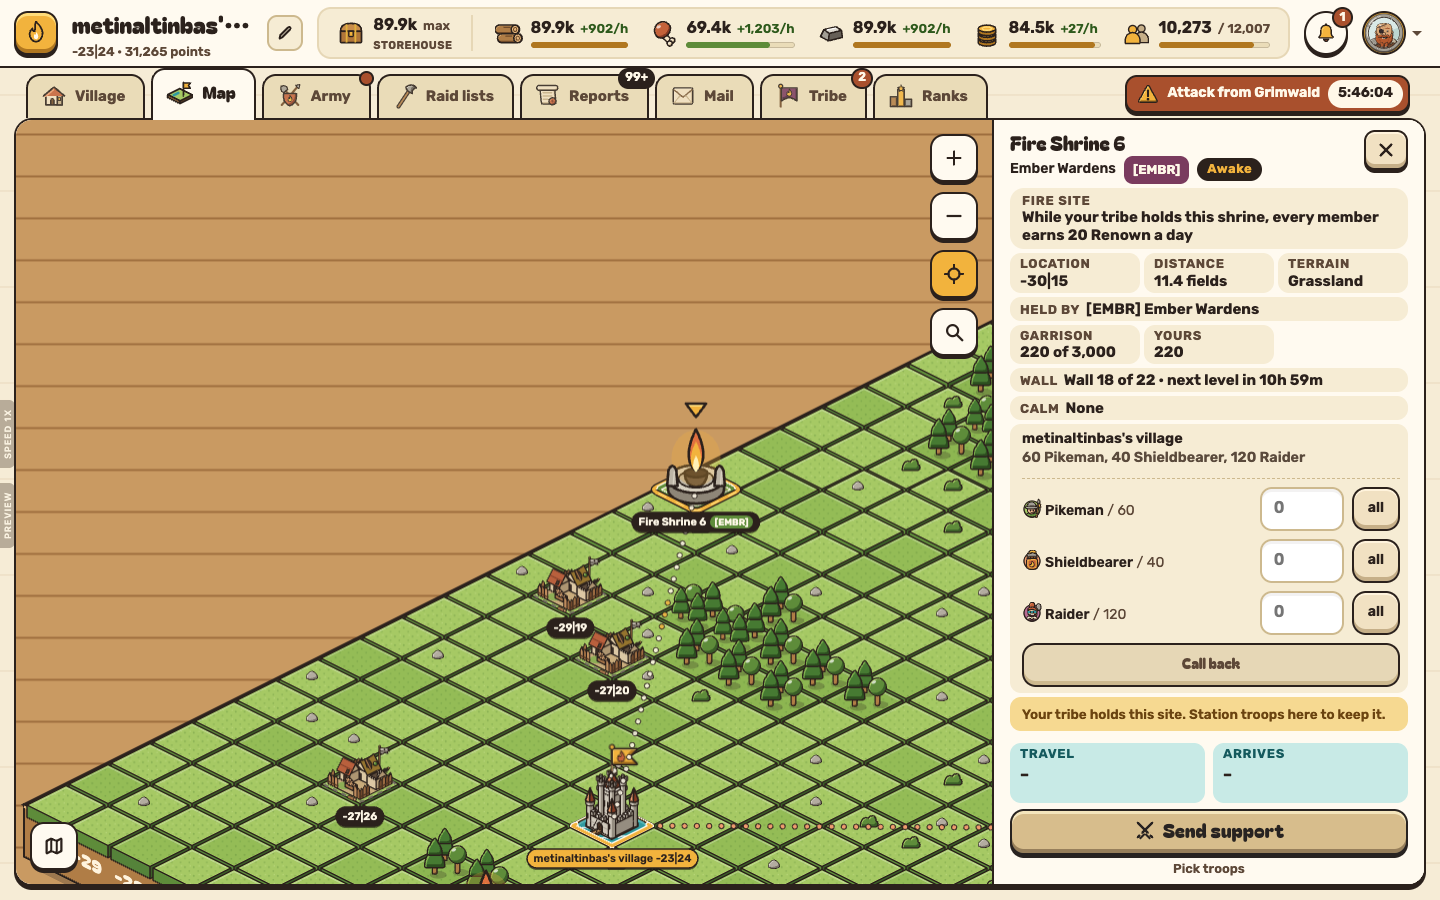 metinaltinbas'···
-23|24 • 31,265 points
89.9k max
STOREHOUSE
89.9k +902/h
69.4k +1,203/h
89.9k +902/h
84.5k +27/h
10,273 / 12,007
1
Village
Map
Army
Raid lists
Reports
99+
Mail
Tribe
2
Ranks
Attack from Grimwald 5:46:04
SPEED 1X
PREVIEW
Fire Shrine 6 [EMBR]
-29|19
-27|20
-27|26
metinaltinbas's village -23|24
-29
Fire Shrine 6
Ember Wardens [EMBR] Awake
FIRE SITE
While your tribe holds this shrine, every member
earns 20 Renown a day
LOCATION
-30|15
DISTANCE
11.4 fields
TERRAIN
Grassland
HELD BY [EMBR] Ember Wardens
GARRISON
220 of 3,000
YOURS
220
WALL Wall 18 of 22 • next level in 10h 59m
CALM None
metinaltinbas's village
60 Pikeman, 40 Shieldbearer, 120 Raider
Pikeman / 60 0 all
Shieldbearer / 40 0 all
Raider / 120 0 all
Call back
Your tribe holds this site. Station troops here to keep it.
TRAVEL
–
ARRIVES
–
Send support
Pick troops